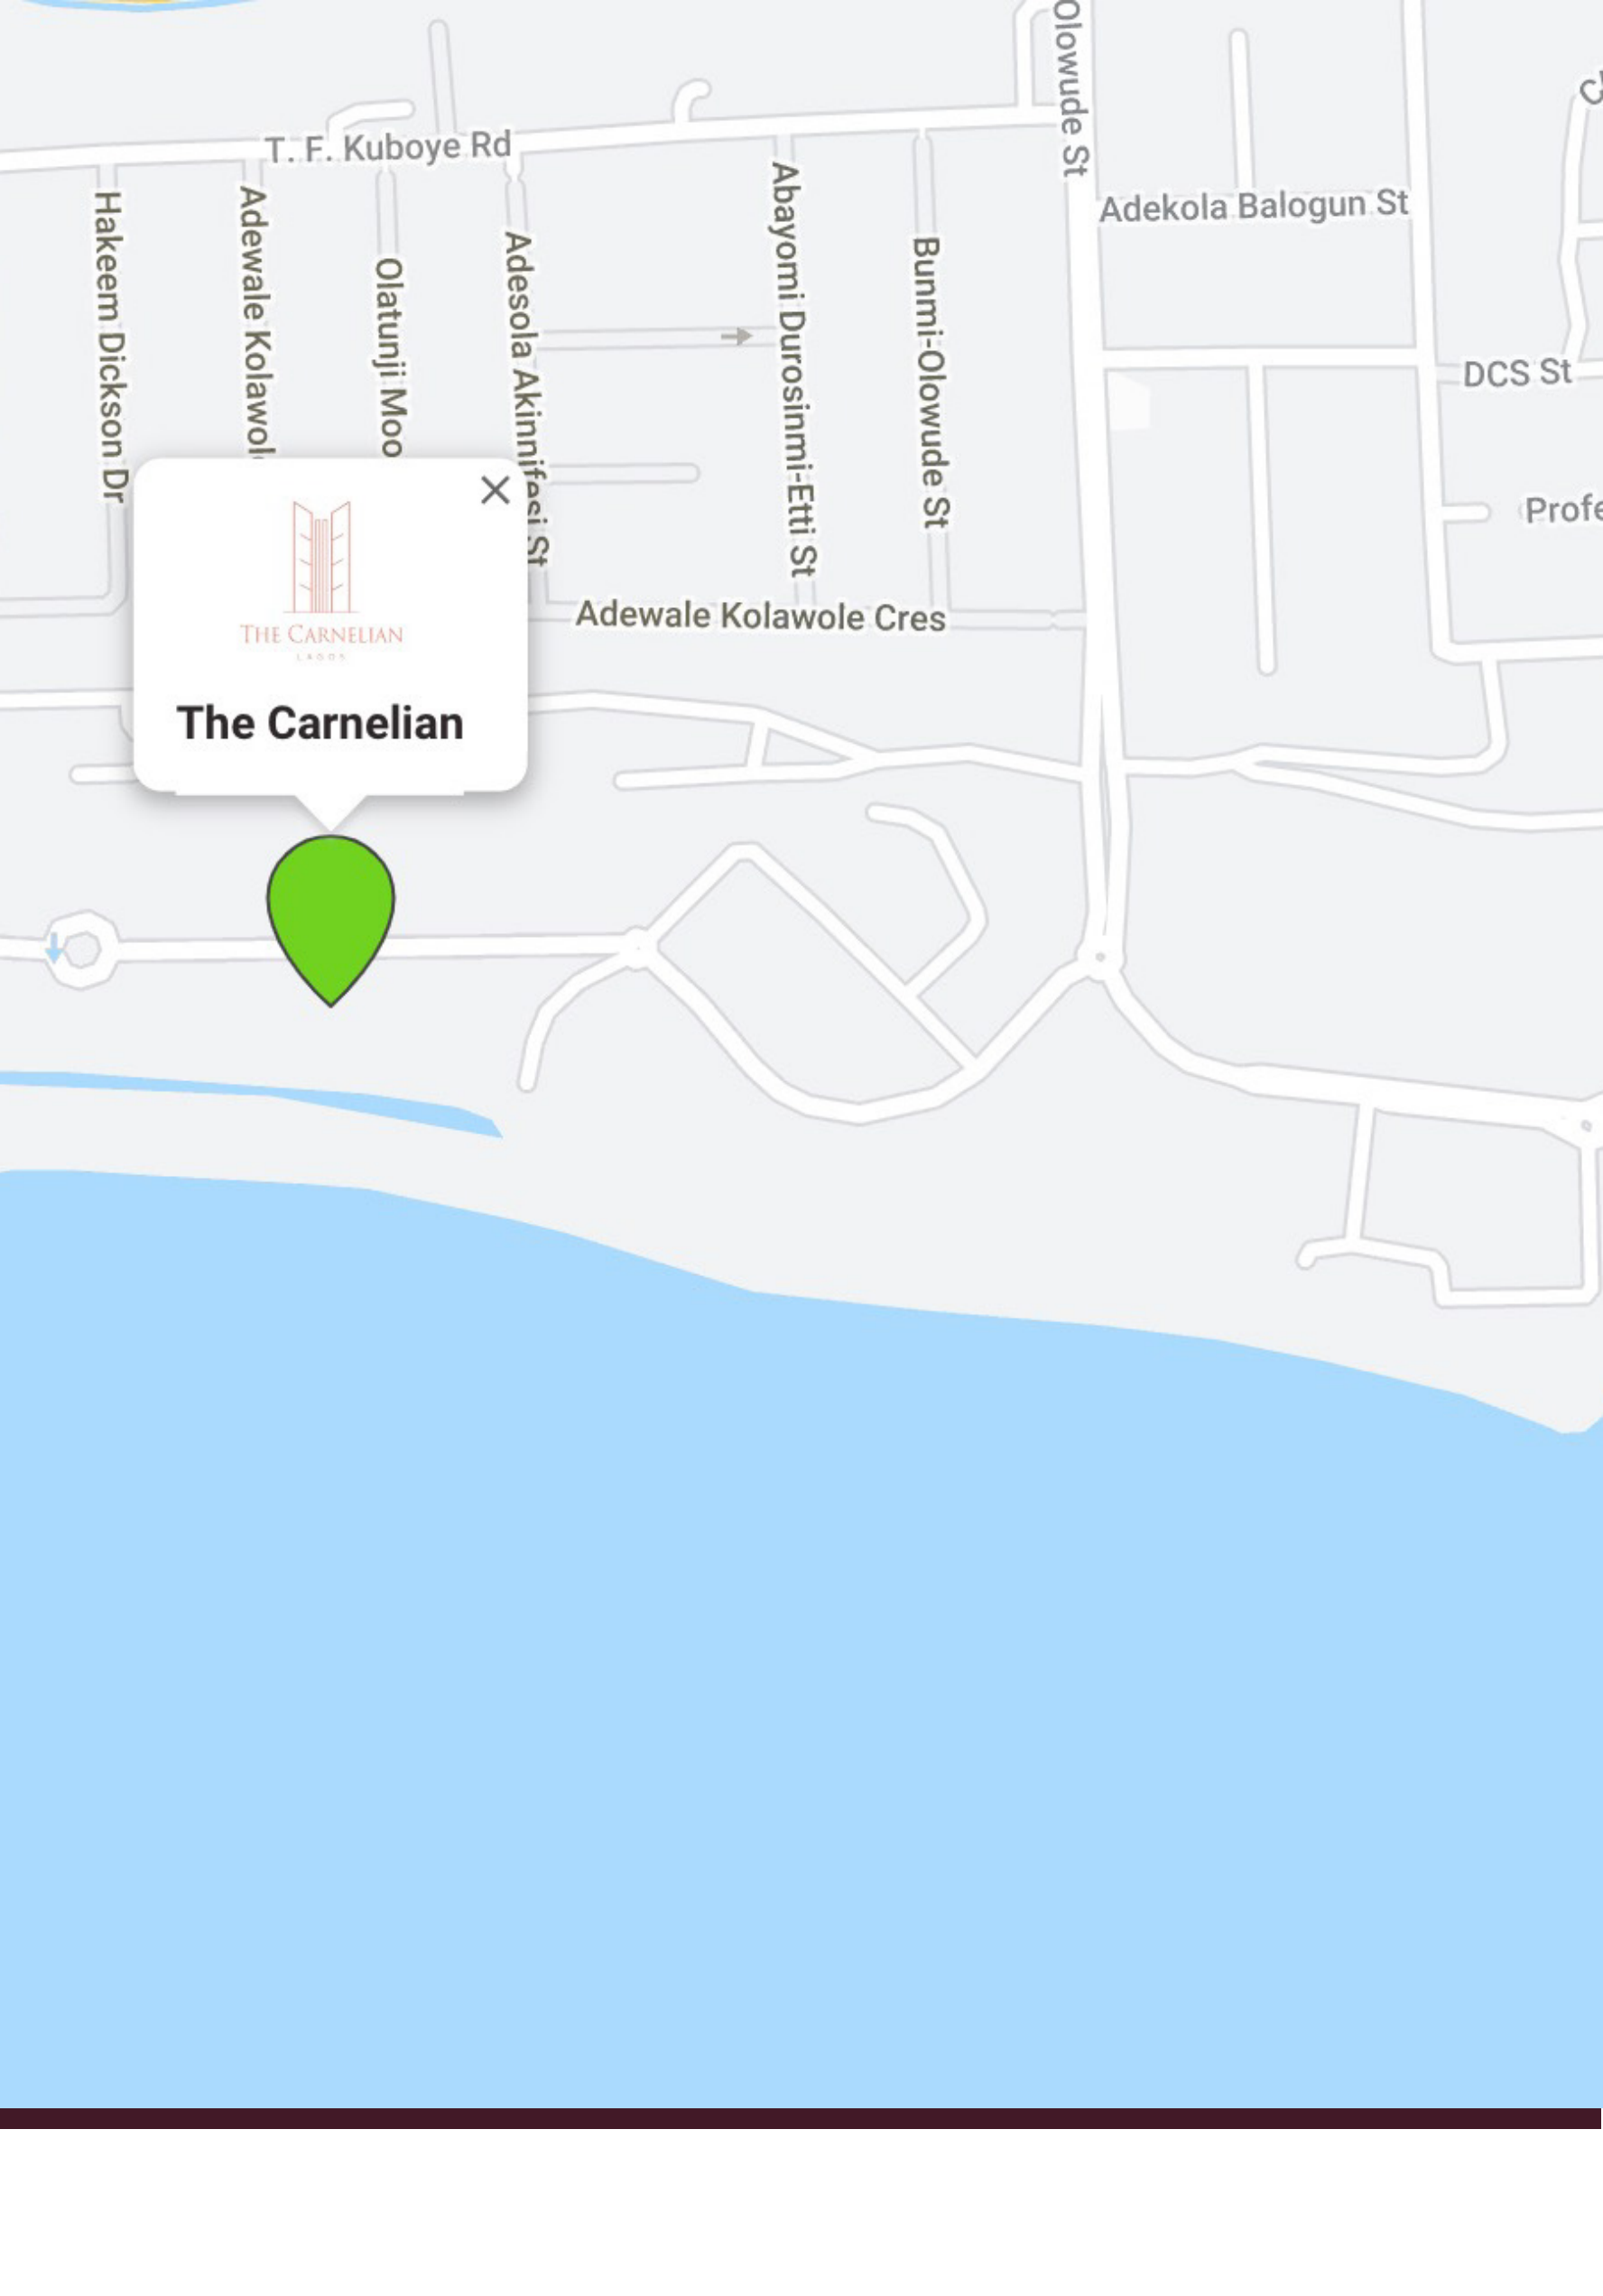 Olowude St
T. F. Kuboye Rd
Adekola Balogun St
Hakeem Dickson Dr
Adewale Kolawol
Olatunji Moo
Adesola Akinnifesi St
Abayomi Durosinmi-Etti St
Bunmi-Olowude St
DCS St
Profe
Adewale Kolawole Cres
THE CARNELIAN
LAGOS
The Carnelian